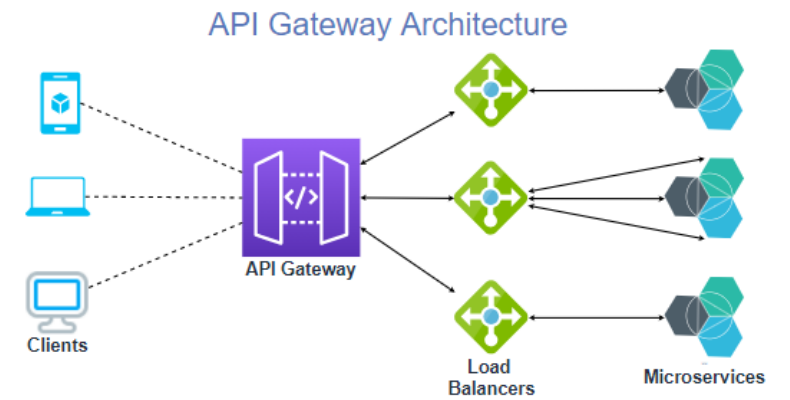 API Gateway Architecture
</>
API Gateway
Clients
Load
Balancers
Microservices